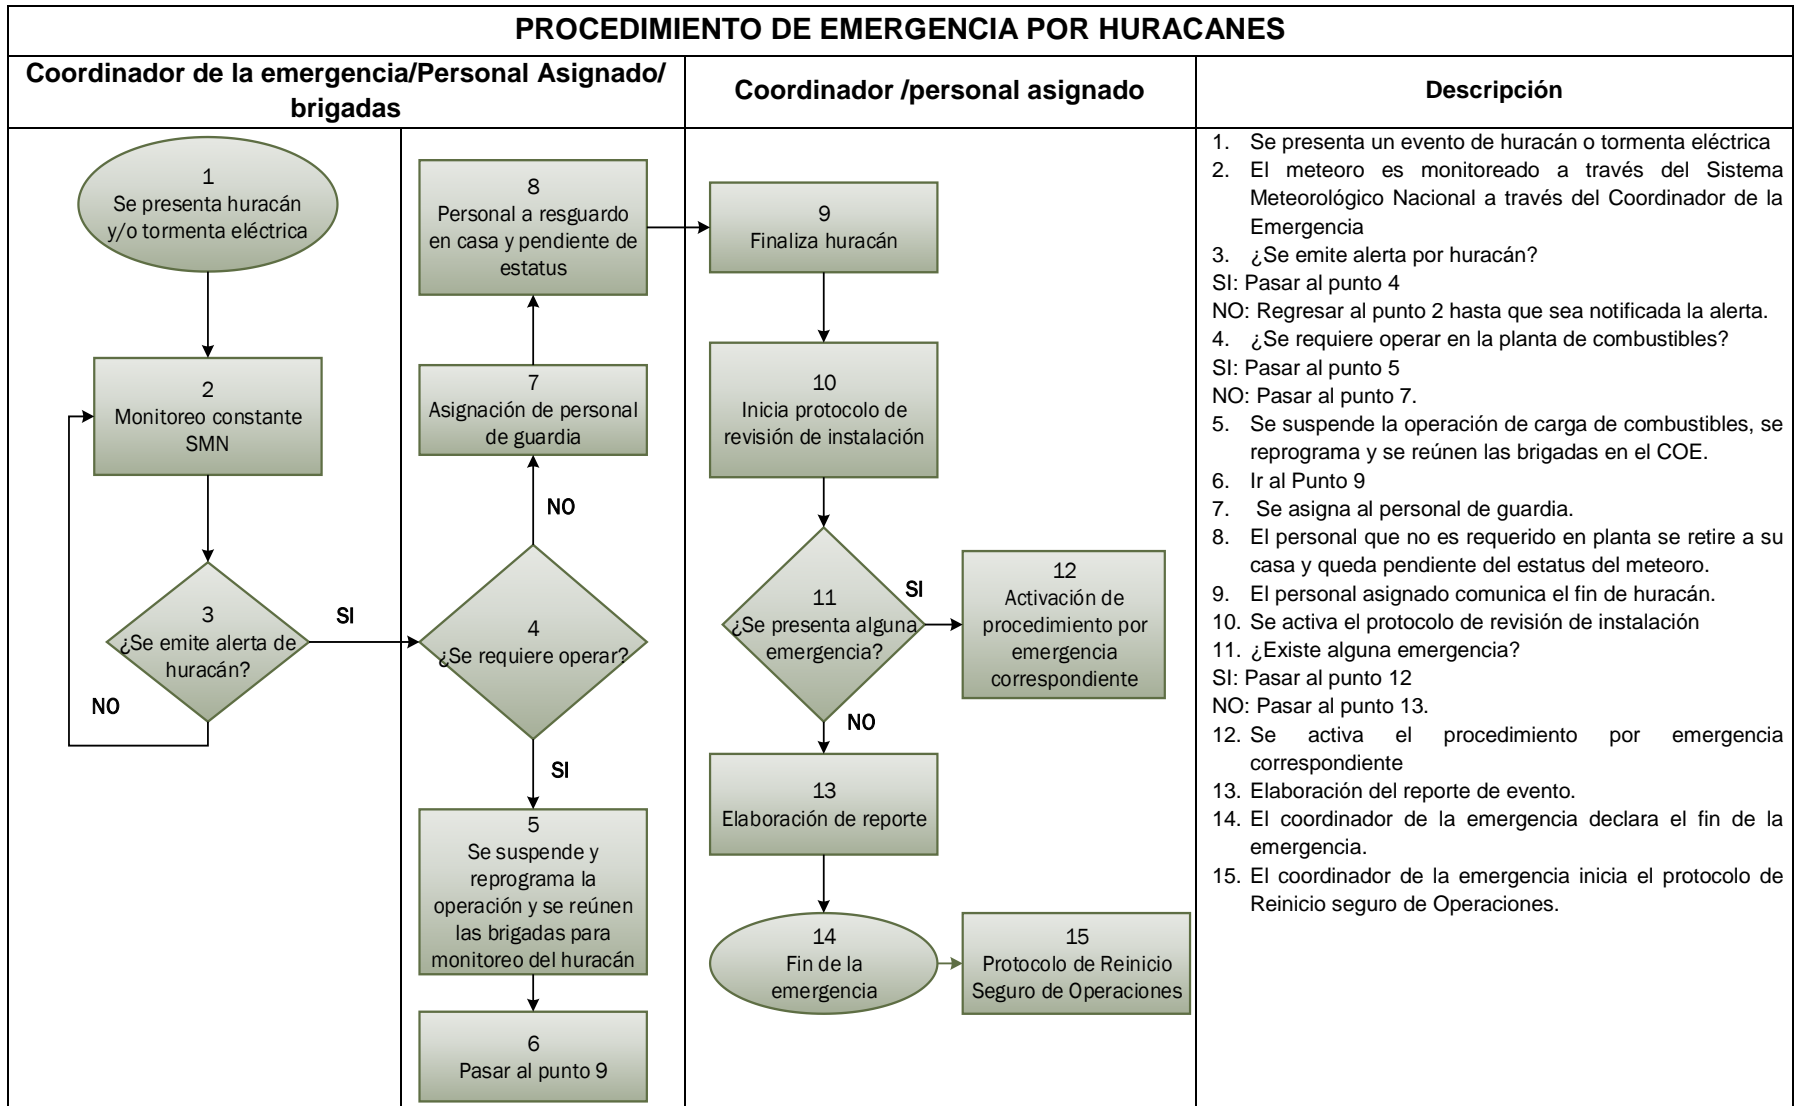 PROCEDIMIENTO DE EMERGENCIA POR HURACANES
Coordinador de la emergencia/Personal Asignado/
brigadas
Coordinador /personal asignado
Descripción
1
Se presenta huracán
y/o tormenta eléctrica
2
Monitoreo constante
SMN
3
¿Se emite alerta de
huracán?
NO
SI
8
Personal a resguardo
en casa y pendiente de
estatus
7
Asignación de personal
de guardia
NO
4
¿Se requiere operar?
SI
5
Se suspende y
reprograma la
operación y se reúnen
las brigadas para
monitoreo del huracán
6
Pasar al punto 9
9
Finaliza huracán
10
Inicia protocolo de
revisión de instalación
11
¿Se presenta alguna
emergencia?
SI
12
Activación de
procedimiento por
emergencia
correspondiente
NO
13
Elaboración de reporte
14
Fin de la
emergencia
15
Protocolo de Reinicio
Seguro de Operaciones
1. Se presenta un evento de huracán o tormenta eléctrica
2. El meteoro es monitoreado a través del Sistema
Meteorológico Nacional a través del Coordinador de la
Emergencia
3. ¿Se emite alerta por huracán?
SI: Pasar al punto 4
NO: Regresar al punto 2 hasta que sea notificada la alerta.
4. ¿Se requiere operar en la planta de combustibles?
SI: Pasar al punto 5
NO: Pasar al punto 7.
5. Se suspende la operación de carga de combustibles, se
reprograma y se reúnen las brigadas en el COE.
6. Ir al Punto 9
7. Se asigna al personal de guardia.
8. El personal que no es requerido en planta se retire a su
casa y queda pendiente del estatus del meteoro.
9. El personal asignado comunica el fin de huracán.
10. Se activa el protocolo de revisión de instalación
11. ¿Existe alguna emergencia?
SI: Pasar al punto 12
NO: Pasar al punto 13.
12. Se activa el procedimiento por emergencia
correspondiente
13. Elaboración del reporte de evento.
14. El coordinador de la emergencia declara el fin de la
emergencia.
15. El coordinador de la emergencia inicia el protocolo de
Reinicio seguro de Operaciones.